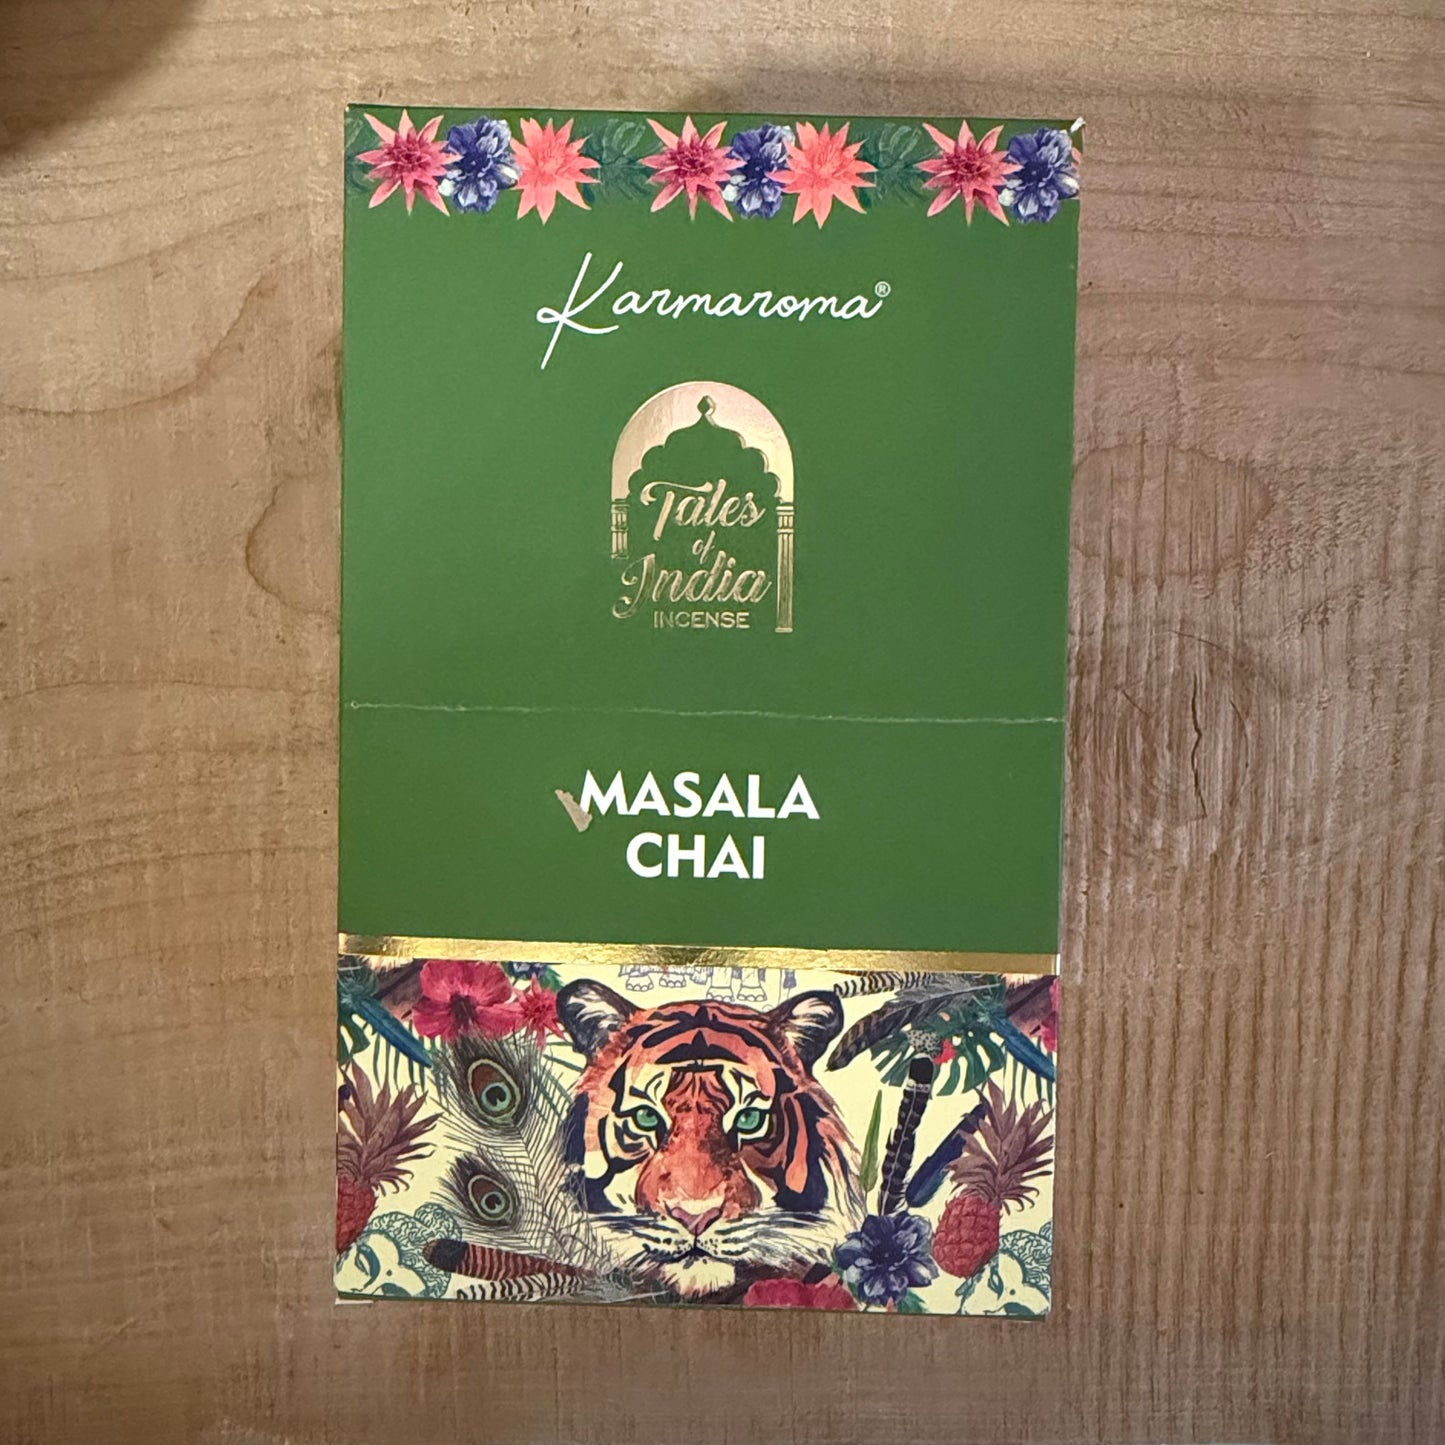 Karmaroma®
Tales
of
India
INCENSE
MASALA
CHAI